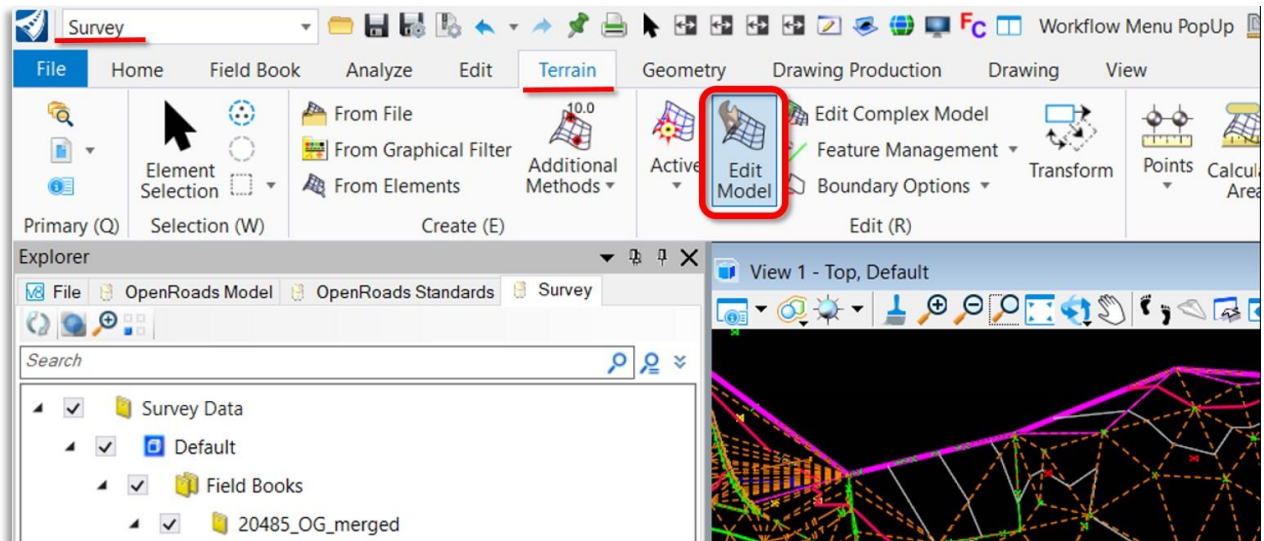 Survey
FC
Workflow Menu PopUp
File Home Field Book Analyze Edit Terrain Geometry Drawing Production Drawing View
Element
Selection
From File
From Graphical Filter
From Elements
10.0
Additional
Methods
Active
Edit
Model
Edit Complex Model
Feature Management
Boundary Options
Transform
Points
Primary (Q) Selection (W) Create (E) Edit (R)
Explorer
V8 File OpenRoads Model OpenRoads Standards Survey
Search
Survey Data
Default
Field Books
20485_OG_merged
View 1 - Top, Default